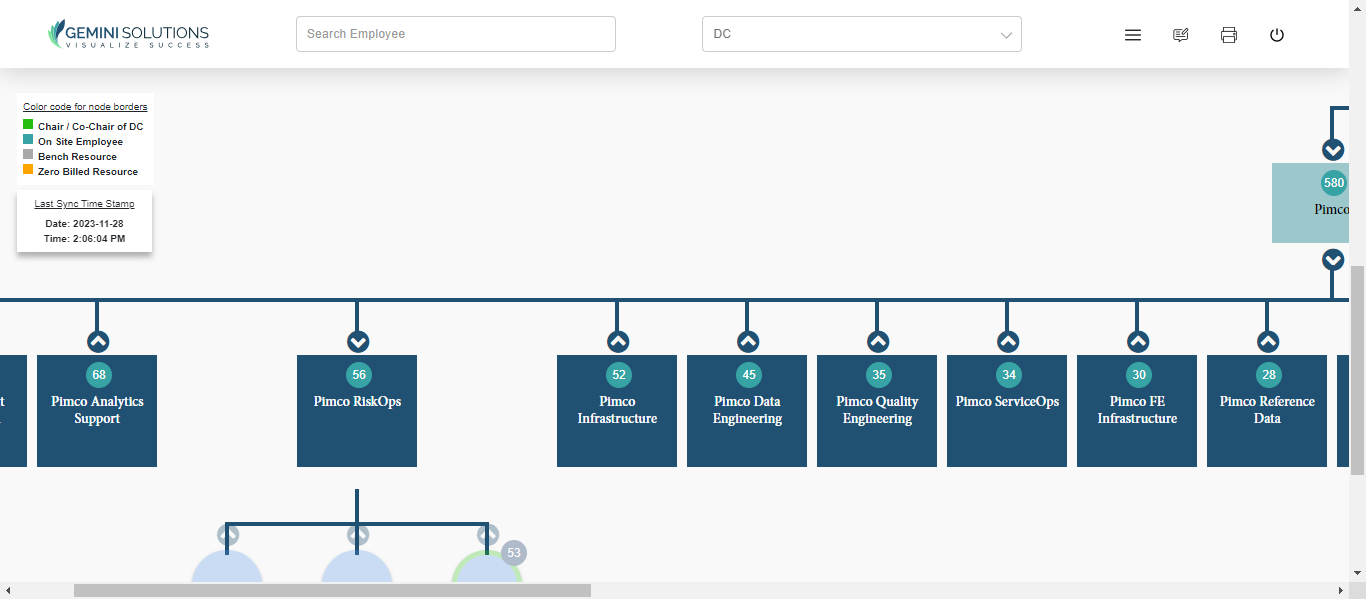 GEMINI SOLUTIONS
VISUALIZE SUCCESS
Search Employee
DC
Color code for node borders
Chair / Co-Chair of DC
On Site Employee
Bench Resource
Zero Billed Resource
Last Sync Time Stamp
Date: 2023-11-28
Time: 2:06:04 PM
580
Pimco
t
68
Pimco Analytics
Support
56
Pimco RiskOps
52
Pimco
Infrastructure
45
Pimco Data
Engineering
35
Pimco Quality
Engineering
34
Pimco ServiceOps
30
Pimco FE
Infrastructure
28
Pimco Reference
Data
53